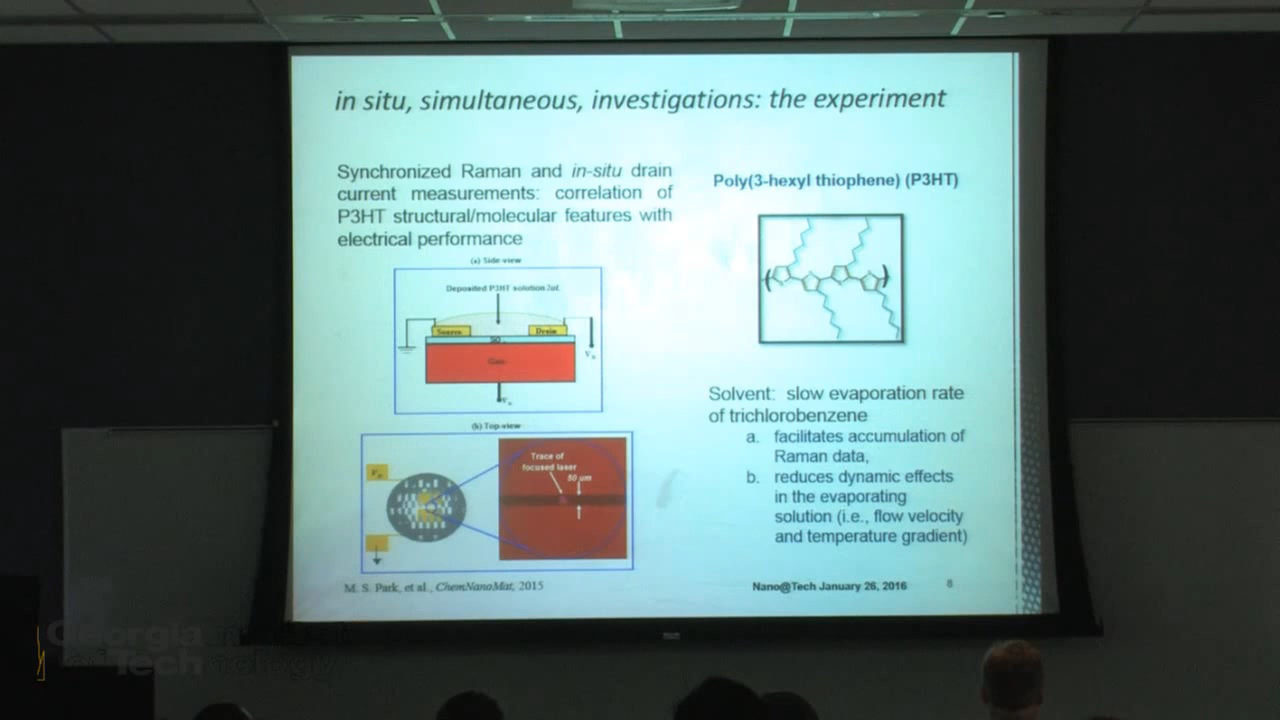 in situ, simultaneous, investigations: the experiment
Synchronized Raman and in-situ drain
current measurements: correlation of
P3HT structural/molecular features with
electrical performance
(a) Side-view
Deposited P3HT solution 2uL
Source
Drain
Gate
(b) Top-view
Trace of
focused laser
50 um
M. S. Park, et al., ChemNanoMat, 2015
Poly(3-hexyl thiophene) (P3HT)
Solvent: slow evaporation rate
of trichlorobenzene
a. facilitates accumulation of
Raman data,
b. reduces dynamic effects
in the evaporating
solution (i.e., flow velocity
and temperature gradient)
Nano@Tech January 26, 2016
8
Georgia
Tech